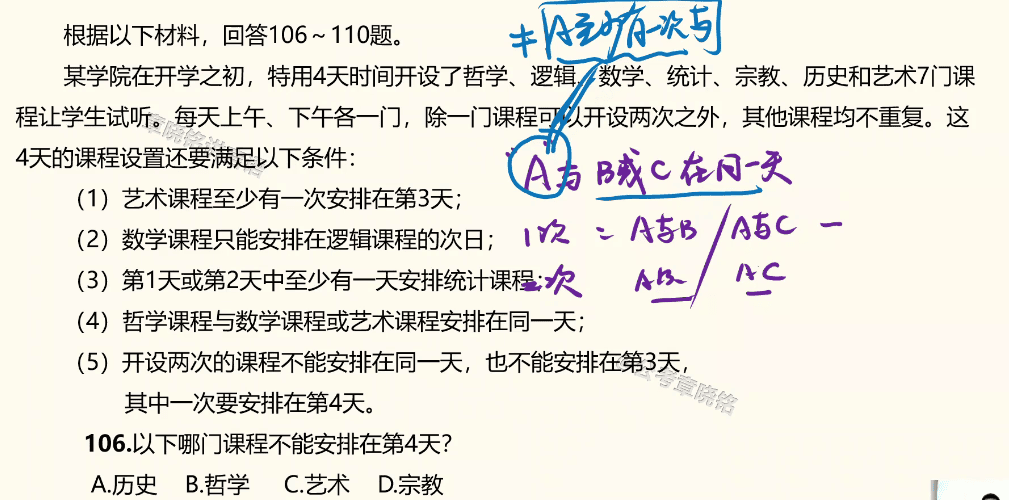 ≠ A至少有一次与
根据以下材料，回答106～110题。
某学院在开学之初，特用4天时间开设了哲学、逻辑、数学、统计、宗教、历史和艺术7门课
程让学生试听。每天上午、下午各一门，除一门课程可以开设两次之外，其他课程均不重复。这
4天的课程设置还要满足以下条件：
"A"与B或C在同一天
（1）艺术课程至少有一次安排在第3天；
1次 = A与B / A与C
（2）数学课程只能安排在逻辑课程的次日；
（3）第1天或第2天中至少有一天安排统计课程；
二次 AB / AC
（4）哲学课程与数学课程或艺术课程安排在同一天；
（5）开设两次的课程不能安排在同一天，也不能安排在第3天，
其中一次要安排在第4天。
考章晓铭
106.以下哪门课程不能安排在第4天？
A.历史 B.哲学 C.艺术 D.宗教